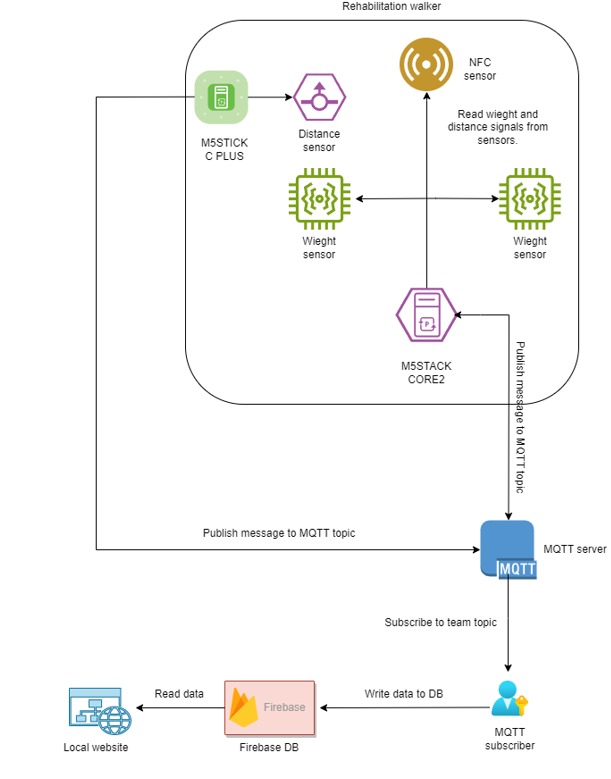 Rehabilitation walker
NFC
sensor
Read wieght and
distance signals from
sensors.
M5STICK
C PLUS
Distance
sensor
Wieght
sensor
Wieght
sensor
P
M5STACK
CORE2
Publish message to MQTT topic
Publish message to MQTT topic
MQTT
MQTT server
Subscribe to team topic
Read data
Firebase
Write data to DB
Local website
Firebase DB
MQTT
subscriber